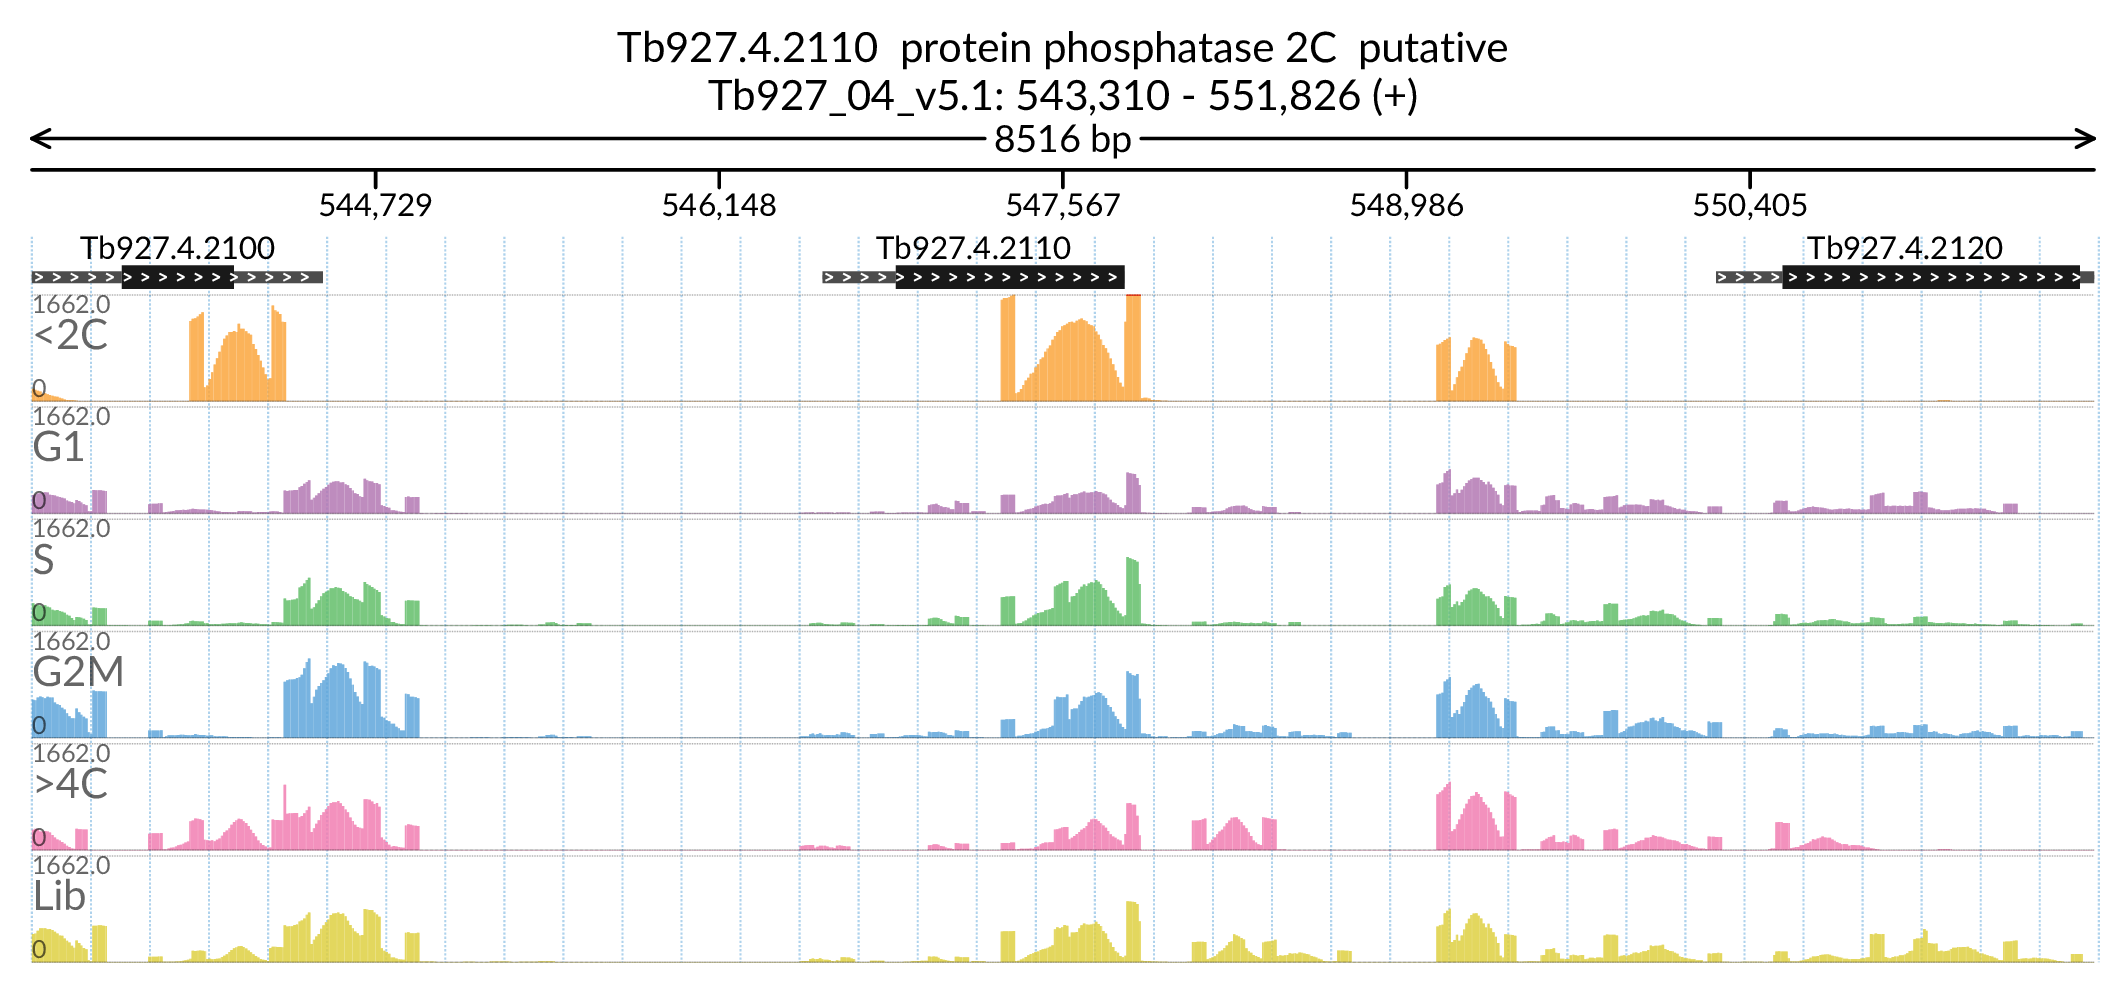 Tb927.4.2110  protein phosphatase 2C  putative
Tb927_04_v5.1: 543,310 - 551,826 (+)
8516 bp
544,729 546,148 547,567 548,986 550,405
Tb927.4.2100 Tb927.4.2110 Tb927.4.2120
1662.0
<2C
0
1662.0
G1
0
1662.0
S
0
1662.0
G2M
0
1662.0
>4C
0
1662.0
Lib
0